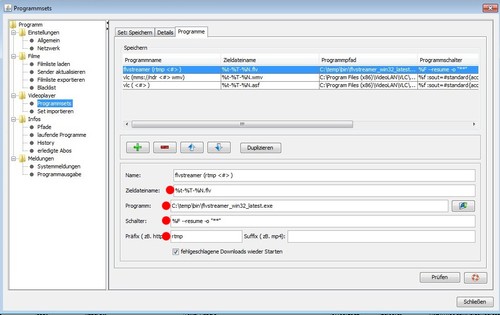 Programmsets
Programm
Einstellungen
Allgemein
Netzwerk
Filme
Filmliste laden
Sender aktualisieren
Filmliste exportieren
Blacklist
Videoplayer
Programmsets
Set importieren
Infos
Pfade
laufende Programme
History
erledigte Abos
Meldungen
Systemmeldungen
Programmausgabe
Set: Speichern Details Programme
Speichern
Programmname Zieldateiname Programmpfad Programmschalter
flvstreamer (rtmp <#> ) %t-%T-%N.flv C:\temp\bin\flvstreamer_win32_latest.... %F --resume -o "**"
vlc (mms:/ndr <#> wmv) %t-%T-%N.wmv C:\Program Files (x86)\VideoLAN\VLC\... %f :sout=#standard{acc
vlc ( <#> ) %t-%T-%N.asf C:\Program Files (x86)\VideoLAN\VLC\... %f :sout=#standard{acc
Duplizieren
Name: flvstreamer (rtmp <#> )
Zieldateiname: %t-%T-%N.flv
Programm: C:\temp\bin\flvstreamer_win32_latest.exe
Schalter: %F --resume -o "**"
Präfix ( zB. http rtmp Suffix ( zB. mp4):
fehlgeschlagene Downloads wieder Starten
Prüfen
Schließen